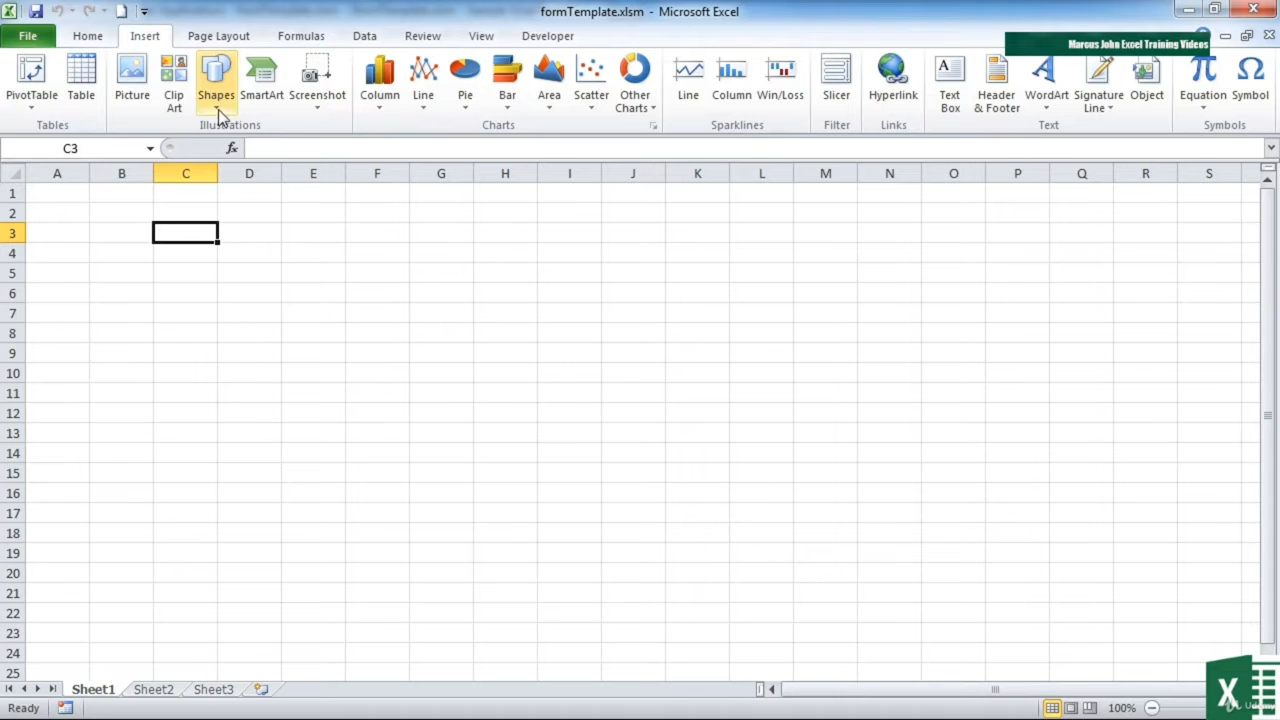 formTemplate.xlsm - Microsoft Excel
File Home Insert Page Layout Formulas Data Review View Developer
Marcus John Excel Training Videos
PivotTable Table Picture Clip Art Shapes SmartArt Screenshot Column Line Pie Bar Area Scatter Other Charts Line Column Win/Loss Slicer Hyperlink Text Box Header & Footer WordArt Signature Line Object Equation Symbol
Tables Illustrations Charts Sparklines Filter Links Text Symbols
C3 fx
A B C D E F G H I J K L M N O P Q R S
1
2
3
4
5
6
7
8
9
10
11
12
13
14
15
16
17
18
19
20
21
22
23
24
25
Sheet1 Sheet2 Sheet3
Ready 100%
Udemy